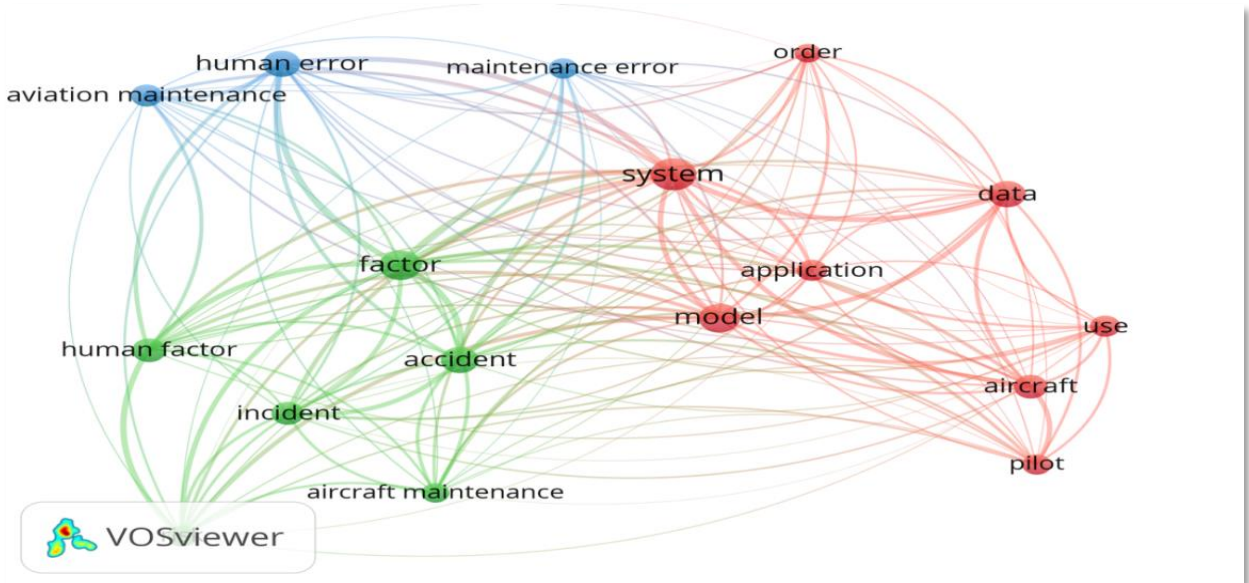 human error
maintenance error
order
aviation maintenance
system
data
factor
application
model
use
human factor
accident
aircraft
incident
pilot
aircraft maintenance
VOSviewer